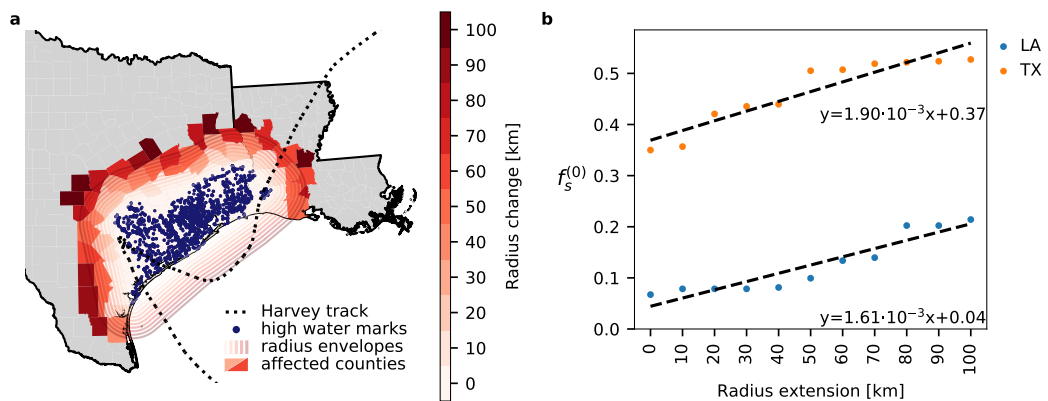 a
Harvey track
high water marks
radius envelopes
affected counties
100
90
80
70
60
50
40
30
20
10
0
Radius change [km]
b
LA
TX
0.5
0.4
0.3
0.2
0.1
0.0
f_s^(0)
y=1.90·10⁻³x+0.37
y=1.61·10⁻³x+0.04
0 10 20 30 40 50 60 70 80 90 100
Radius extension [km]